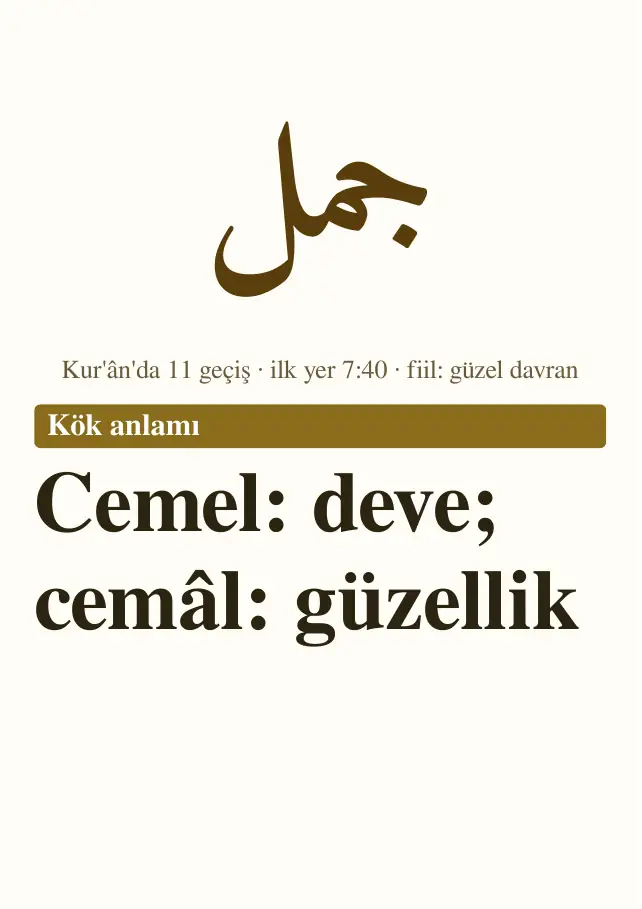 جمل
Kur'ân'da 11 geçiş · ilk yer 7:40 · fiil: güzel davran
Kök anlamı
Cemel: deve;
cemâl: güzellik